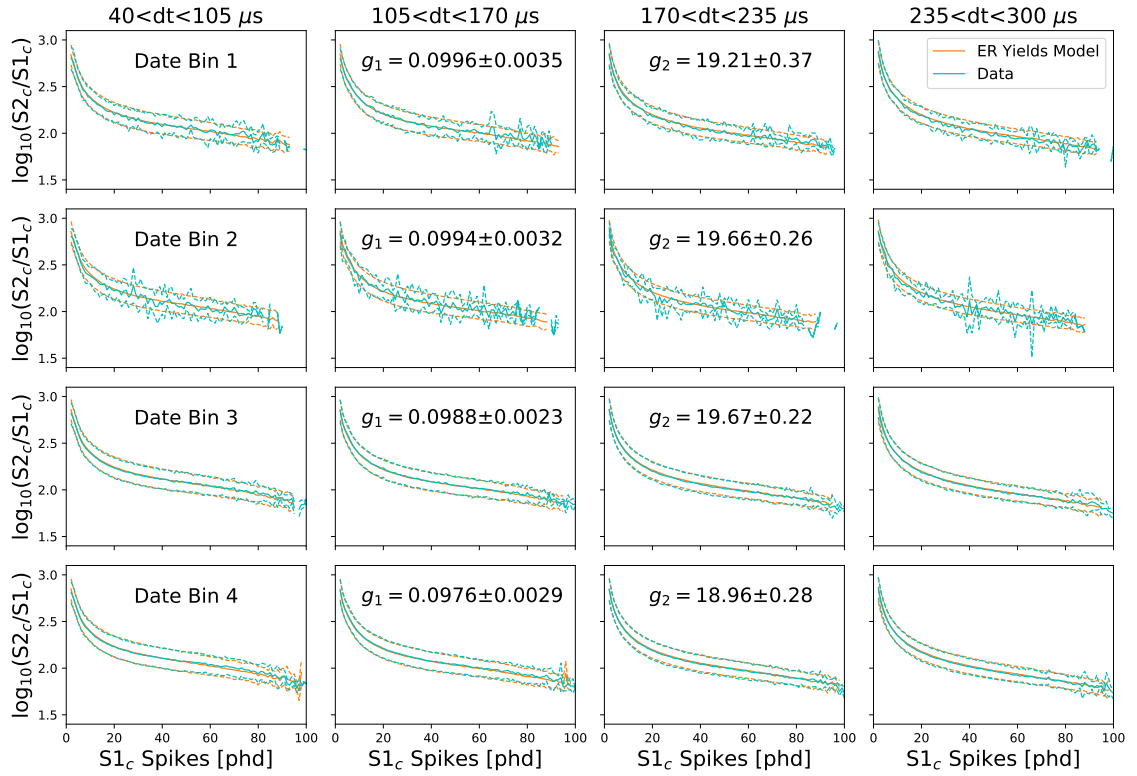 40<dt<105 μs 105<dt<170 μs 170<dt<235 μs 235<dt<300 μs
log₁₀(S2c/S1c) 3.0 2.5 2.0 1.5 Date Bin 1 g₁ = 0.0996±0.0035 g₂ = 19.21±0.37 ER Yields Model
Data
log₁₀(S2c/S1c) 3.0 2.5 2.0 1.5 Date Bin 2 g₁ = 0.0994±0.0032 g₂ = 19.66±0.26
log₁₀(S2c/S1c) 3.0 2.5 2.0 1.5 Date Bin 3 g₁ = 0.0988±0.0023 g₂ = 19.67±0.22
log₁₀(S2c/S1c) 3.0 2.5 2.0 1.5 Date Bin 4 g₁ = 0.0976±0.0029 g₂ = 18.96±0.28
0 20 40 60 80 100 0 20 40 60 80 100 0 20 40 60 80 100 0 20 40 60 80 100
S1c Spikes [phd] S1c Spikes [phd] S1c Spikes [phd] S1c Spikes [phd]